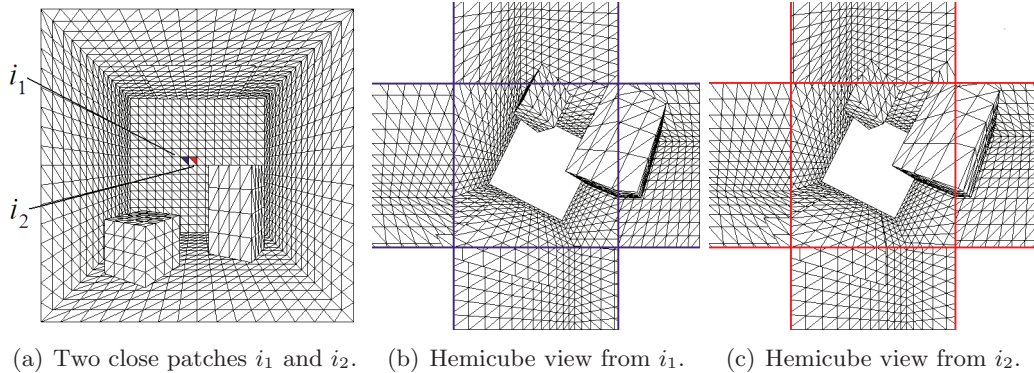 i₁
i₂
(a) Two close patches i₁ and i₂.
(b) Hemicube view from i₁.
(c) Hemicube view from i₂.